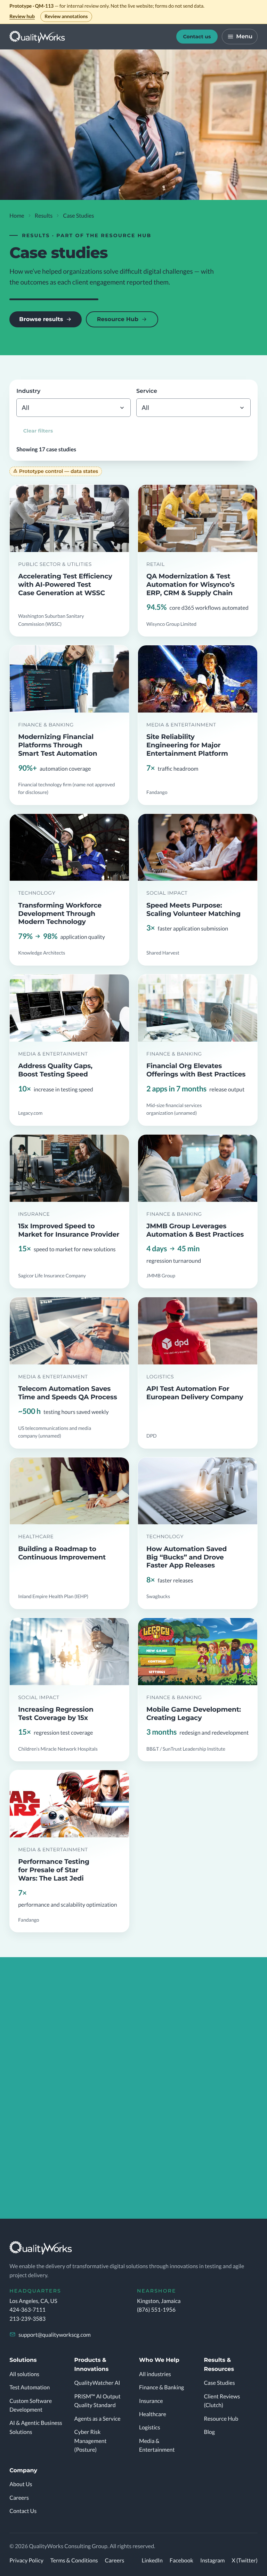 Prototype · QM-113 — for internal review only. Not the live website; forms do not send data.
Review hub
Review annotations
QualityWorks
Contact us
Menu
Home
Results
Case Studies
RESULTS · PART OF THE RESOURCE HUB
Case studies
How we've helped organizations solve difficult digital challenges — with
the outcomes as each client engagement reported them.
Browse results →
Resource Hub →
Industry
Service
All
All
Clear filters
Showing 17 case studies
⚠ Prototype control — data states
PUBLIC SECTOR & UTILITIES
Accelerating Test Efficiency
with AI-Powered Test
Case Generation at WSSC
Washington Suburban Sanitary
Commission (WSSC)
RETAIL
QA Modernization & Test
Automation for Wisynco's
ERP, CRM & Supply Chain
94.5% core d365 workflows automated
Wisynco Group Limited
FINANCE & BANKING
Modernizing Financial
Platforms Through
Smart Test Automation
90%+ automation coverage
Financial technology firm (name not approved
for disclosure)
MEDIA & ENTERTAINMENT
Site Reliability
Engineering for Major
Entertainment Platform
7× traffic headroom
Fandango
TECHNOLOGY
Transforming Workforce
Development Through
Modern Technology
79% → 98% application quality
Knowledge Architects
SOCIAL IMPACT
Speed Meets Purpose:
Scaling Volunteer Matching
3× faster application submission
Shared Harvest
MEDIA & ENTERTAINMENT
Address Quality Gaps,
Boost Testing Speed
10× increase in testing speed
Legacy.com
FINANCE & BANKING
Financial Org Elevates
Offerings with Best Practices
2 apps in 7 months release output
Mid-size financial services
organization (unnamed)
INSURANCE
15x Improved Speed to
Market for Insurance Provider
15× speed to market for new solutions
Sagicor Life Insurance Company
FINANCE & BANKING
JMMB Group Leverages
Automation & Best Practices
4 days → 45 min
regression turnaround
JMMB Group
MEDIA & ENTERTAINMENT
Telecom Automation Saves
Time and Speeds QA Process
~500 h testing hours saved weekly
US telecommunications and media
company (unnamed)
dpd
LOGISTICS
API Test Automation For
European Delivery Company
DPD
HEALTHCARE
Building a Roadmap to
Continuous Improvement
Inland Empire Health Plan (IEHP)
TECHNOLOGY
How Automation Saved
Big “Bucks” and Drove
Faster App Releases
8× faster releases
Swagbucks
SOCIAL IMPACT
Increasing Regression
Test Coverage by 15x
15× regression test coverage
Children's Miracle Network Hospitals
LEGACY
NEW GAME
CONTINUE
SETTINGS
FINANCE & BANKING
Mobile Game Development:
Creating Legacy
3 months redesign and redevelopment
BB&T / SunTrust Leadership Institute
STAR
WARS
MEDIA & ENTERTAINMENT
Performance Testing
for Presale of Star
Wars: The Last Jedi
7×
performance and scalability optimization
Fandango
QualityWorks
We enable the delivery of transformative digital solutions through innovations in testing and agile
project delivery.
HEADQUARTERS
Los Angeles, CA, US
424-363-7111
213-239-3583
NEARSHORE
Kingston, Jamaica
(876) 551-1956
support@qualityworkscg.com
Solutions
All solutions
Test Automation
Custom Software
Development
AI & Agentic Business
Solutions
Products &
Innovations
QualityWatcher AI
PRISM™ AI Output
Quality Standard
Agents as a Service
Cyber Risk
Management
(Posture)
Who We Help
All industries
Finance & Banking
Insurance
Healthcare
Logistics
Media &
Entertainment
Results &
Resources
Case Studies
Client Reviews
(Clutch)
Resource Hub
Blog
Company
About Us
Careers
Contact Us
© 2026 QualityWorks Consulting Group. All rights reserved.
Privacy Policy
Terms & Conditions
Careers
LinkedIn
Facebook
Instagram
X (Twitter)